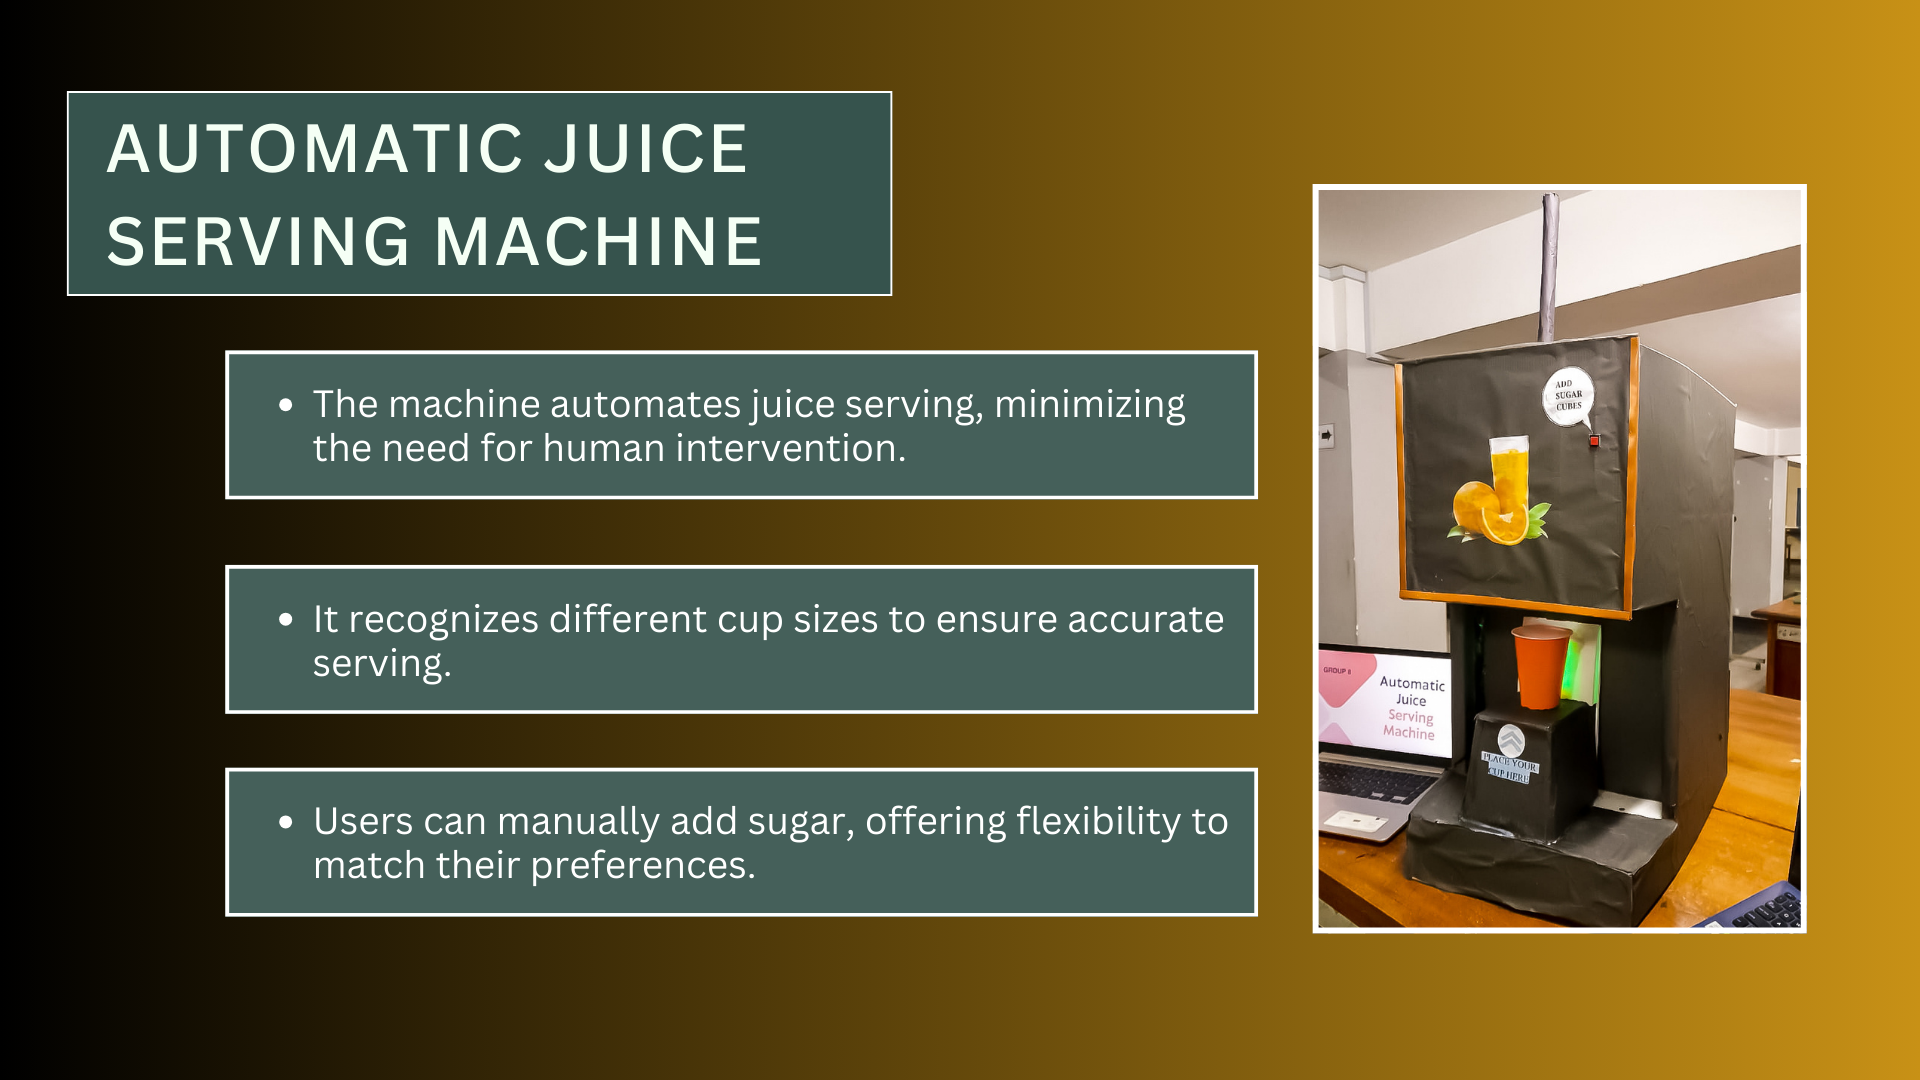 AUTOMATIC JUICE
SERVING MACHINE
• The machine automates juice serving, minimizing
the need for human intervention.
• It recognizes different cup sizes to ensure accurate
serving.
• Users can manually add sugar, offering flexibility to
match their preferences.
ADD
SUGAR
CUBES
GROUP II
Automatic
Juice
Serving
Machine
PLACE YOUR
CUP HERE